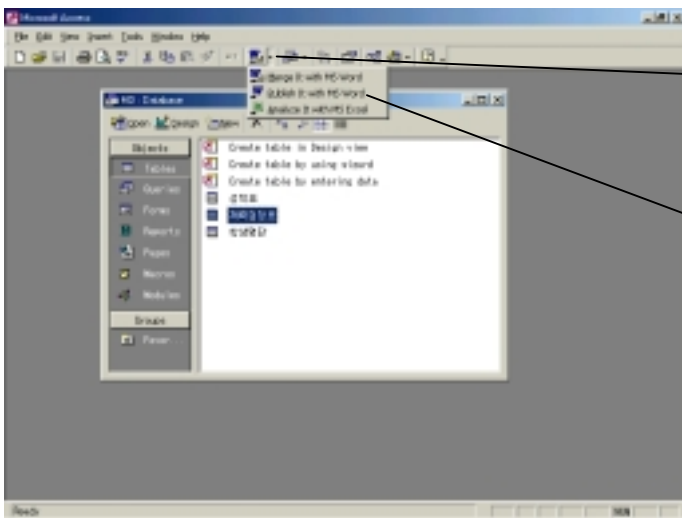 Microsoft Access
File Edit View Insert Tools Window Help
Merge It with MS Word
Publish It with MS Word
Analyze It with MS Excel
Database
Open Design New
Objects
Tables
Queries
Forms
Reports
Pages
Macros
Modules
Groups
Favor...
Create table in Design view
Create table by using wizard
Create table by entering data
Ready
NUM